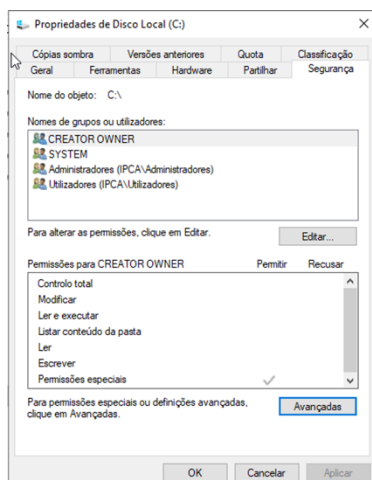 Propriedades de Disco Local (C:)
Cópias sombra Versões anteriores Quota Classificação
Geral Ferramentas Hardware Partilhar Segurança
Nome do objeto: C:\
Nomes de grupos ou utilizadores:
CREATOR OWNER
SYSTEM
Administradores (IPCA\Administradores)
Utilizadores (IPCA\Utilizadores)
Para alterar as permissões, clique em Editar.
Editar...
Permissões para CREATOR OWNER Permitir Recusar
Controlo total
Modificar
Ler e executar
Listar conteúdo da pasta
Ler
Escrever
Permissões especiais
Para permissões especiais ou definições avançadas,
clique em Avançadas.
Avançadas
OK Cancelar Aplicar